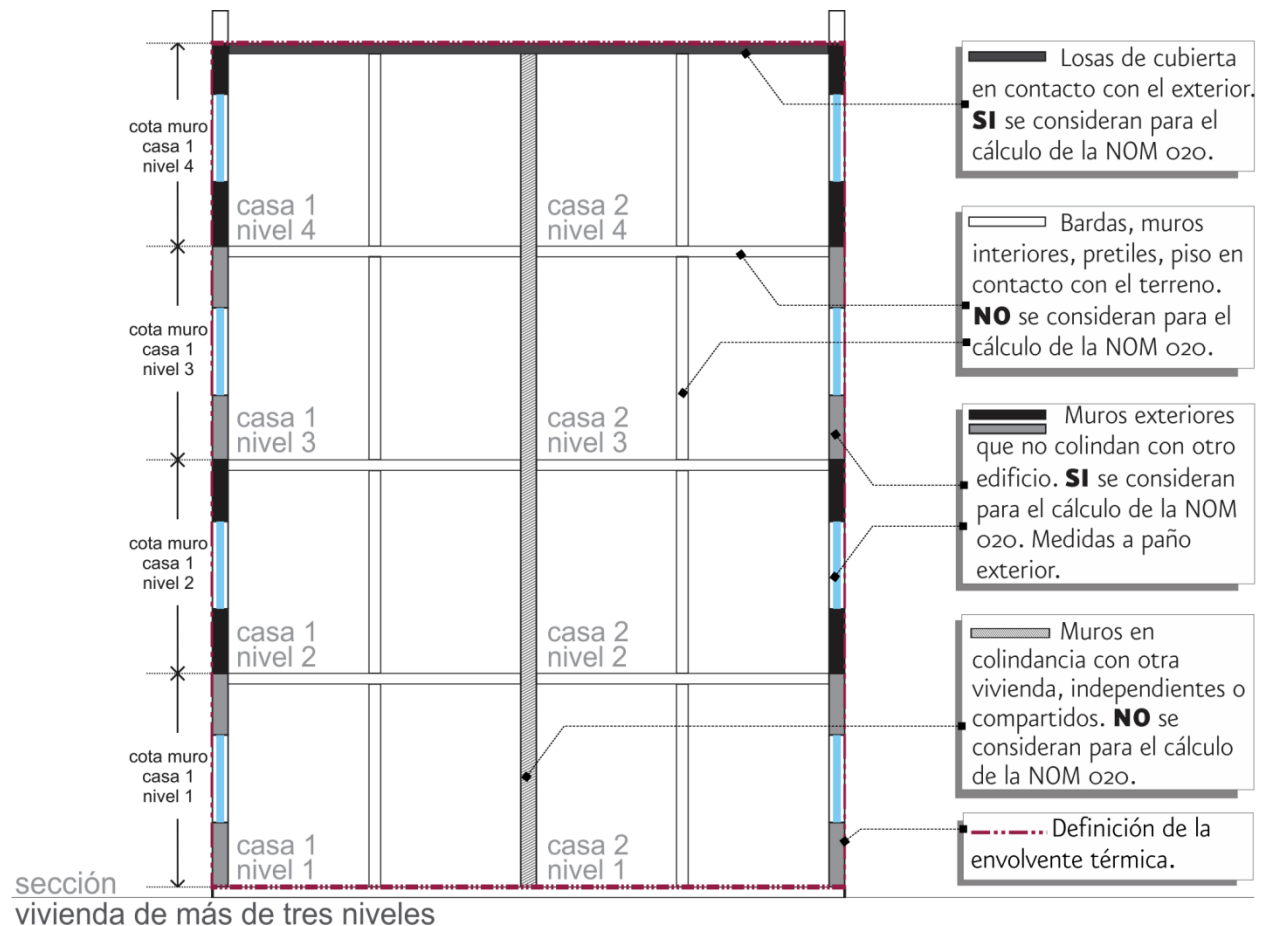 cota muro
casa 1
nivel 4
casa 1
nivel 4
casa 2
nivel 4
cota muro
casa 1
nivel 3
casa 1
nivel 3
casa 2
nivel 3
cota muro
casa 1
nivel 2
casa 1
nivel 2
casa 2
nivel 2
cota muro
casa 1
nivel 1
casa 1
nivel 1
casa 2
nivel 1
Losas de cubierta
en contacto con el exterior.
SI se consideran para el
cálculo de la NOM 020.
Bardas, muros
interiores, pretiles, piso en
contacto con el terreno.
NO se consideran para el
cálculo de la NOM 020.
Muros exteriores
que no colindan con otro
edificio. SI se consideran
para el cálculo de la NOM
020. Medidas a paño
exterior.
Muros en
colindancia con otra
vivienda, independientes o
compartidos. NO se
consideran para el cálculo
de la NOM 020.
Definición de la
envolvente térmica.
sección
vivienda de más de tres niveles